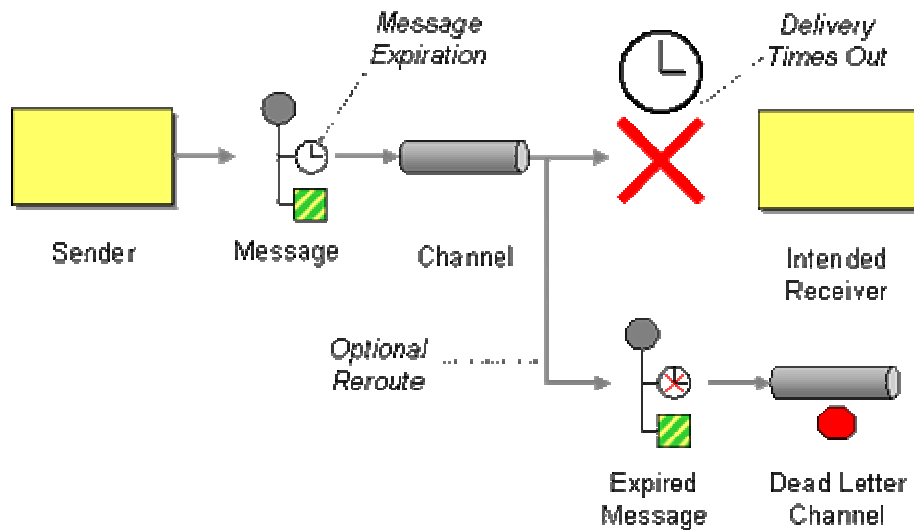 Message
Expiration
Delivery
Times Out
Sender
Message
Channel
Intended
Receiver
Optional
Reroute
Expired
Message
Dead Letter
Channel